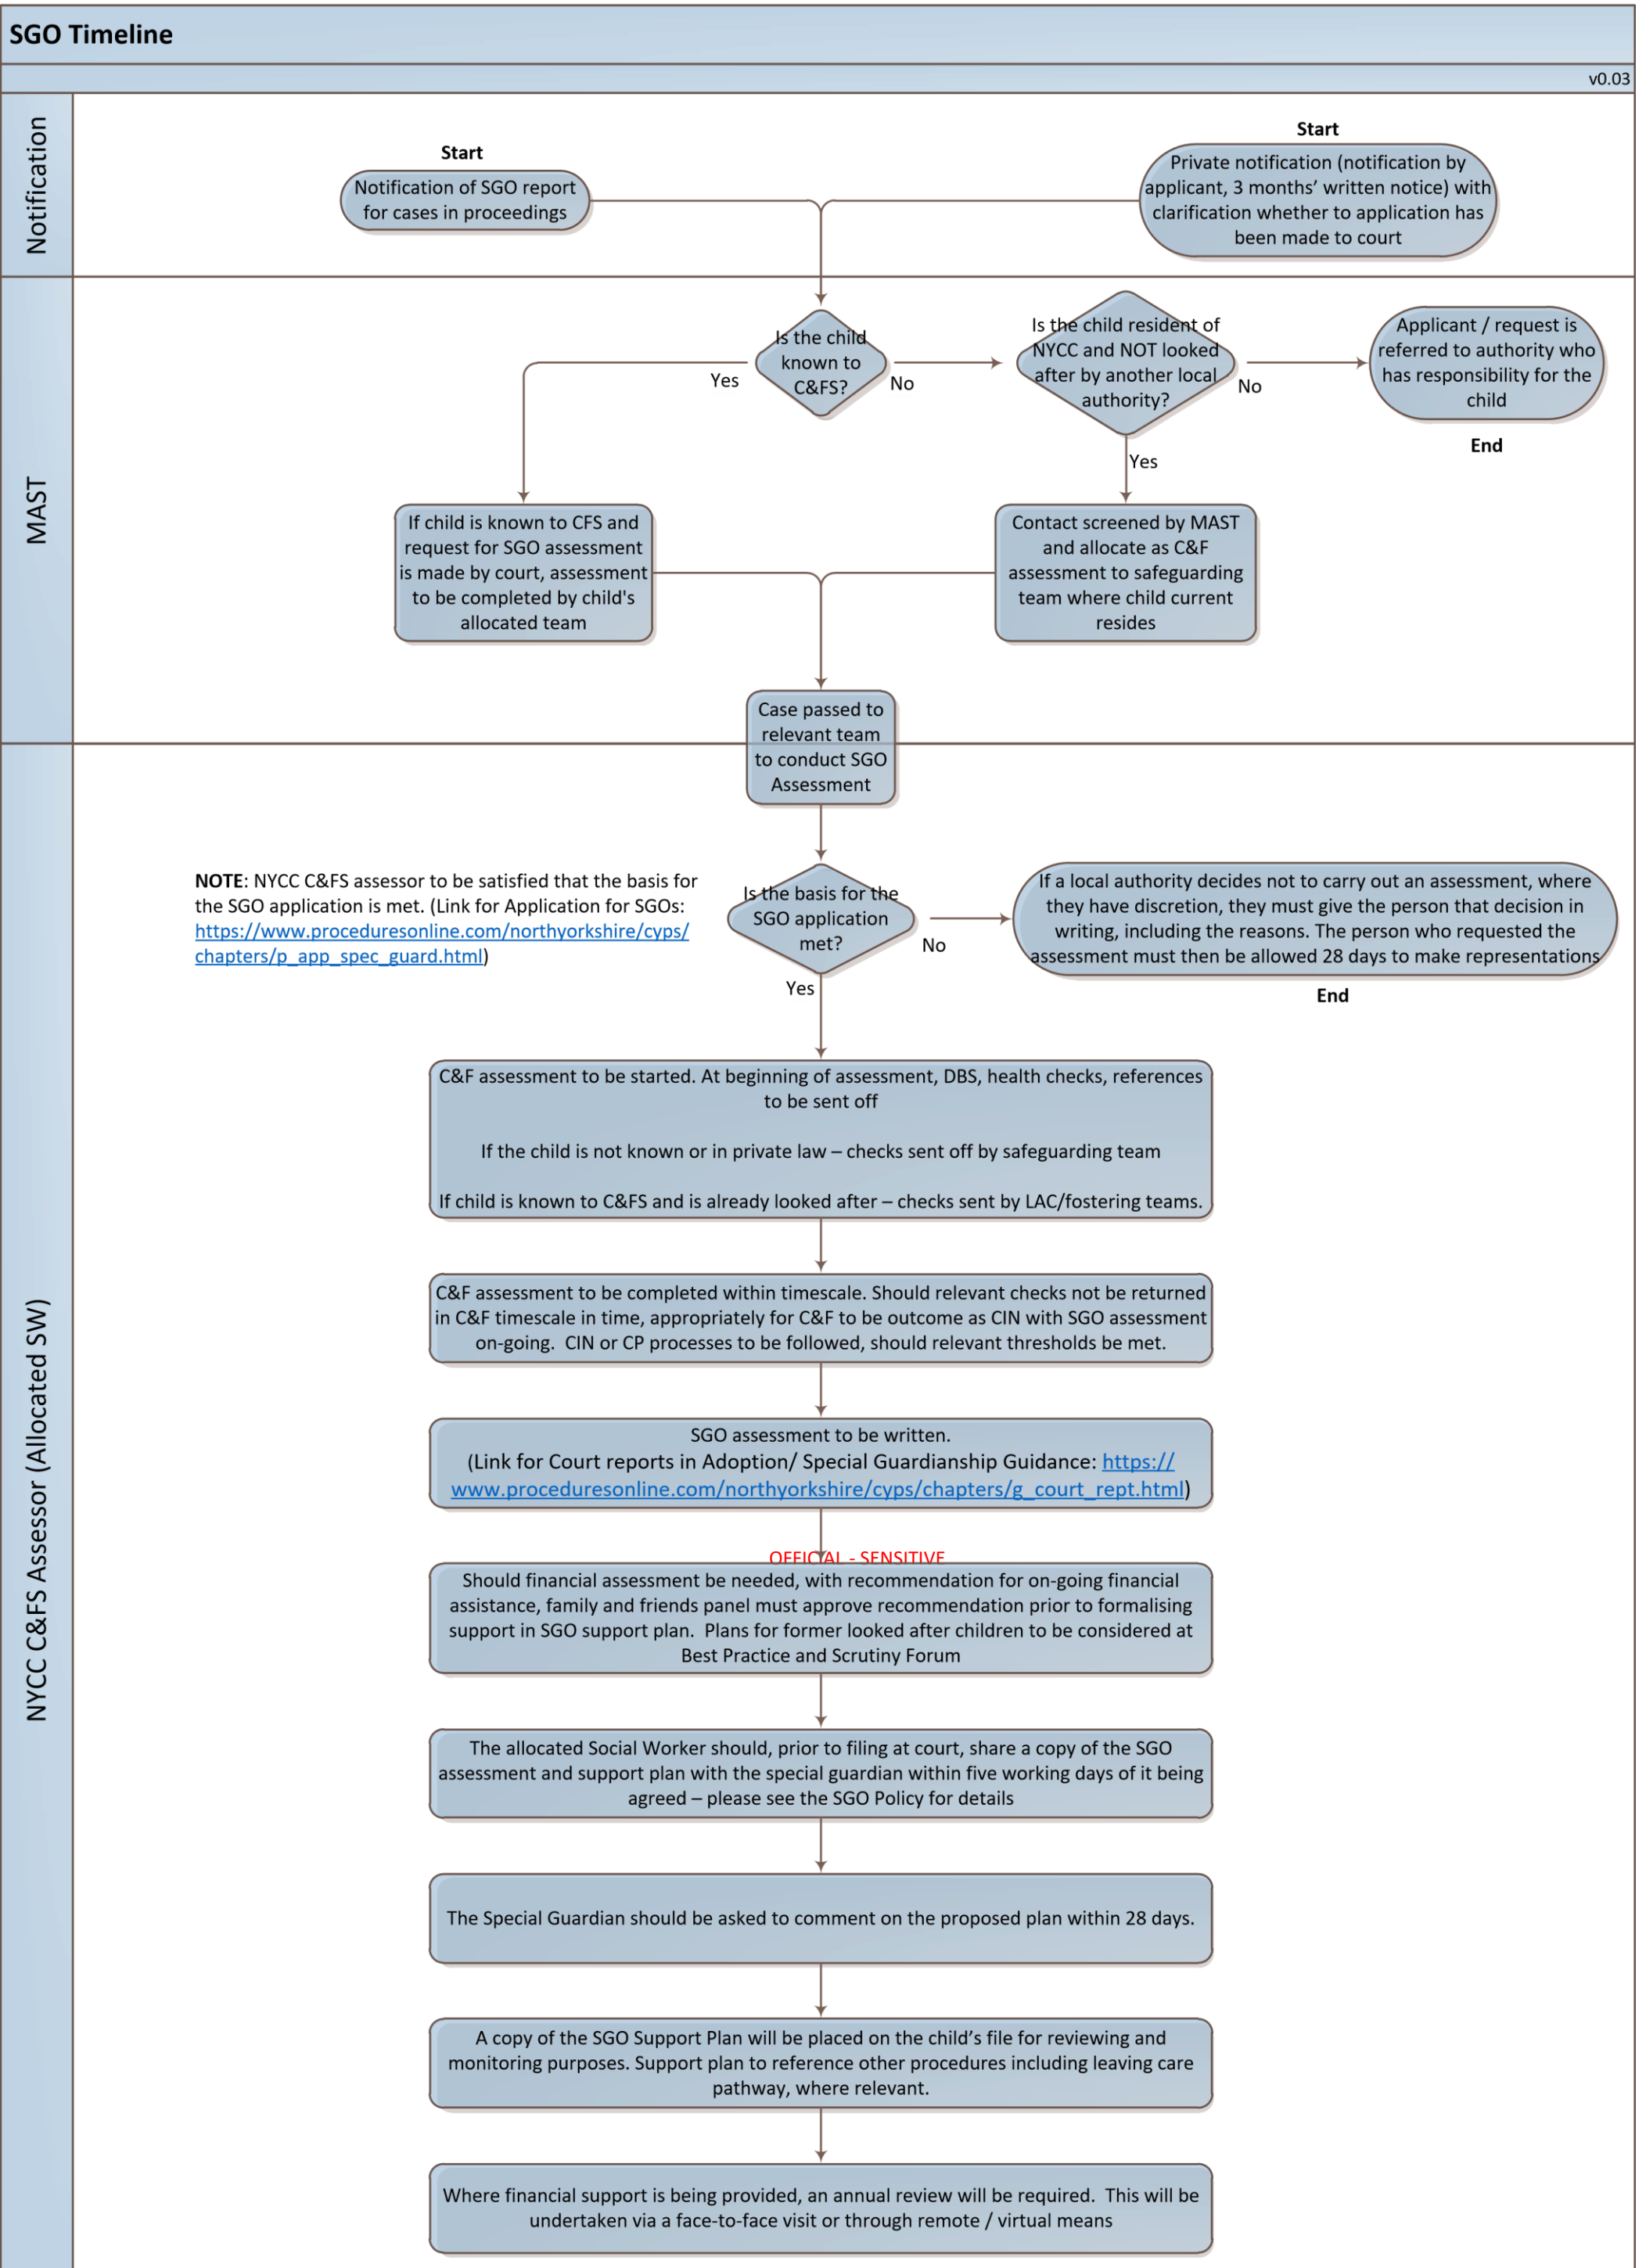 SGO Timeline
v0.03
Notification
Start
Notification of SGO report
for cases in proceedings
Start
Private notification (notification by
applicant, 3 months’ written notice) with
clarification whether to application has
been made to court
MAST
Is the child
known to
C&FS?
Yes
No
Is the child resident of
NYCC and NOT looked
after by another local
authority?
No
Yes
Applicant / request is
referred to authority who
has responsibility for the
child
End
If child is known to CFS and
request for SGO assessment
is made by court, assessment
to be completed by child's
allocated team
Contact screened by MAST
and allocate as C&F
assessment to safeguarding
team where child current
resides
Case passed to
relevant team
to conduct SGO
Assessment
NYCC C&FS Assessor (Allocated SW)
NOTE: NYCC C&FS assessor to be satisfied that the basis for
the SGO application is met. (Link for Application for SGOs:
https://www.proceduresonline.com/northyorkshire/cyps/
chapters/p_app_spec_guard.html)
Is the basis for the
SGO application
met?
No
Yes
If a local authority decides not to carry out an assessment, where
they have discretion, they must give the person that decision in
writing, including the reasons. The person who requested the
assessment must then be allowed 28 days to make representations
End
C&F assessment to be started. At beginning of assessment, DBS, health checks, references
to be sent off
If the child is not known or in private law – checks sent off by safeguarding team
If child is known to C&FS and is already looked after – checks sent by LAC/fostering teams.
C&F assessment to be completed within timescale. Should relevant checks not be returned
in C&F timescale in time, appropriately for C&F to be outcome as CIN with SGO assessment
on-going.  CIN or CP processes to be followed, should relevant thresholds be met.
SGO assessment to be written.
(Link for Court reports in Adoption/ Special Guardianship Guidance: https://
www.proceduresonline.com/northyorkshire/cyps/chapters/g_court_rept.html)
OFFICIAL - SENSITIVE
Should financial assessment be needed, with recommendation for on-going financial
assistance, family and friends panel must approve recommendation prior to formalising
support in SGO support plan.  Plans for former looked after children to be considered at
Best Practice and Scrutiny Forum
The allocated Social Worker should, prior to filing at court, share a copy of the SGO
assessment and support plan with the special guardian within five working days of it being
agreed – please see the SGO Policy for details
The Special Guardian should be asked to comment on the proposed plan within 28 days.
A copy of the SGO Support Plan will be placed on the child’s file for reviewing and
monitoring purposes. Support plan to reference other procedures including leaving care
pathway, where relevant.
Where financial support is being provided, an annual review will be required.  This will be
undertaken via a face-to-face visit or through remote / virtual means